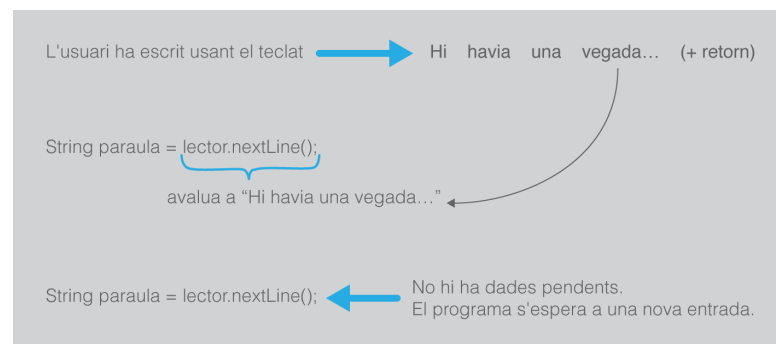 L'usuari ha escrit usant el teclat Hi havia una vegada… (+ retorn)
String paraula = lector.nextLine();
avalua a “Hi havia una vegada…”
String paraula = lector.nextLine();
No hi ha dades pendents.
El programa s'espera a una nova entrada.